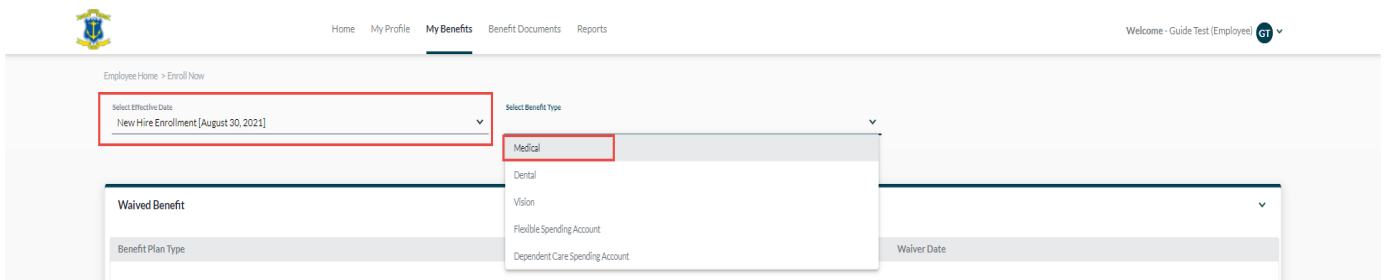 Home My Profile My Benefits Benefit Documents Reports Welcome - Guide Test (Employee) GT
Employee Home > Enroll Now
Select Effective Date
New Hire Enrollment [August 30, 2021]
Select Benefit Type
Medical
Dental
Vision
Flexible Spending Account
Dependent Care Spending Account
Waived Benefit
Benefit Plan Type Waiver Date